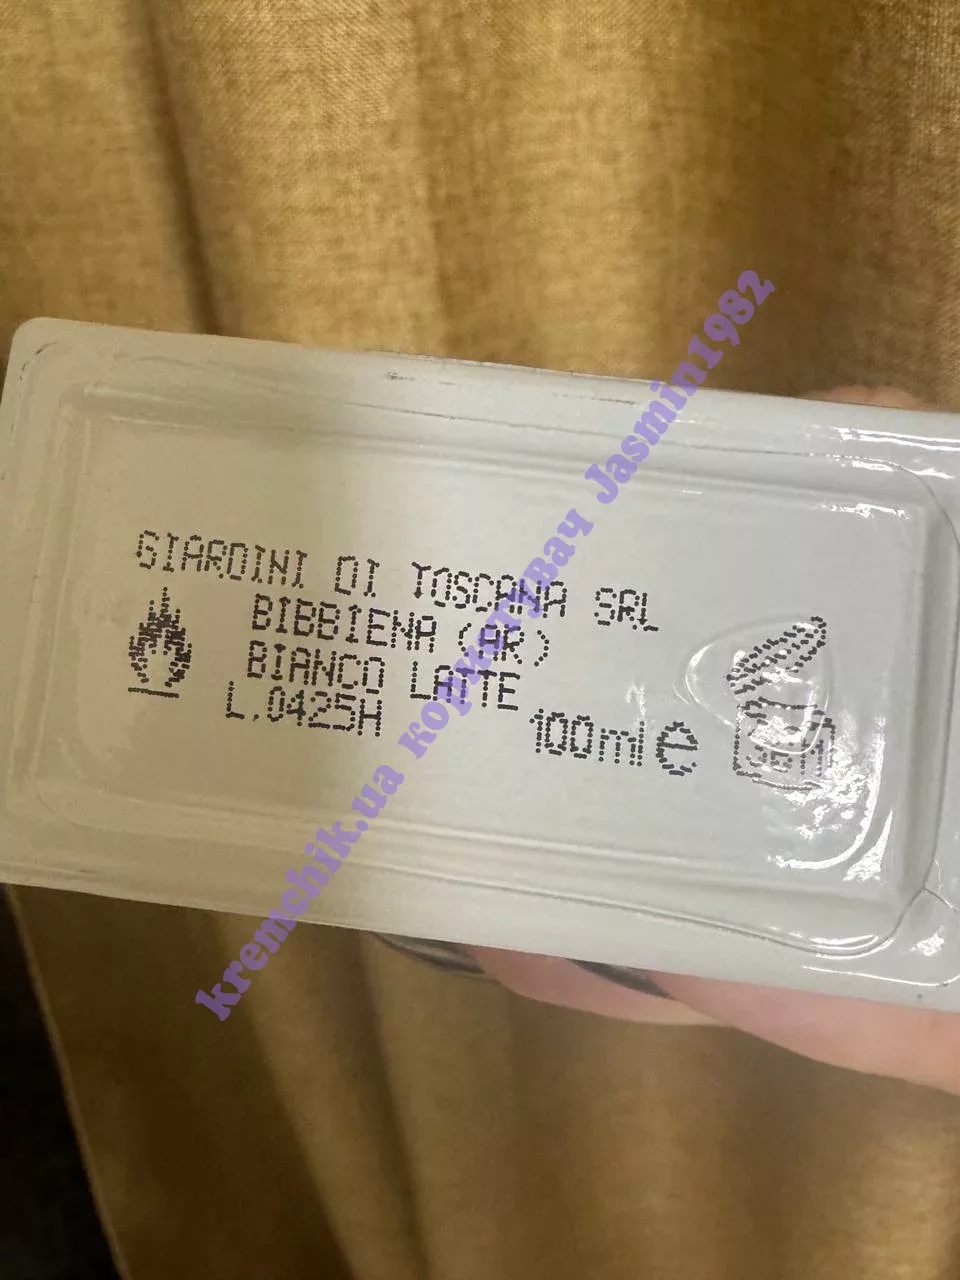 GIARDINI DI TOSCANA SRL
BIBBIENA (AR)
BIANCO LATTE
L.0425H
100ml e
kremchik.ua користувач Jasmin1982